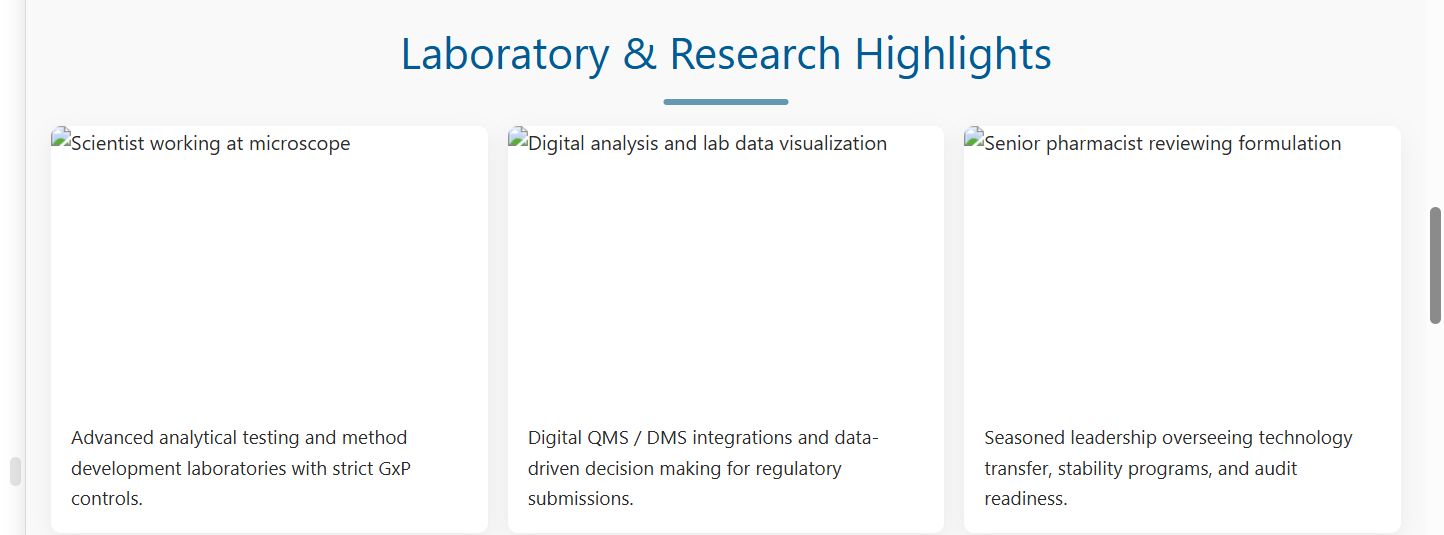 Laboratory & Research Highlights
Scientist working at microscope
Digital analysis and lab data visualization
Senior pharmacist reviewing formulation
Advanced analytical testing and method
development laboratories with strict GxP
controls.
Digital QMS / DMS integrations and data-
driven decision making for regulatory
submissions.
Seasoned leadership overseeing technology
transfer, stability programs, and audit
readiness.